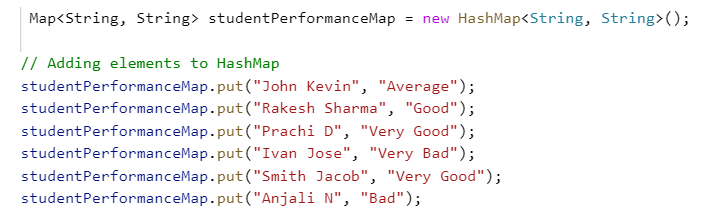 Map<String, String> studentPerformanceMap = new HashMap<String, String>();
// Adding elements to HashMap
studentPerformanceMap.put("John Kevin", "Average");
studentPerformanceMap.put("Rakesh Sharma", "Good");
studentPerformanceMap.put("Prachi D", "Very Good");
studentPerformanceMap.put("Ivan Jose", "Very Bad");
studentPerformanceMap.put("Smith Jacob", "Very Good");
studentPerformanceMap.put("Anjali N", "Bad");